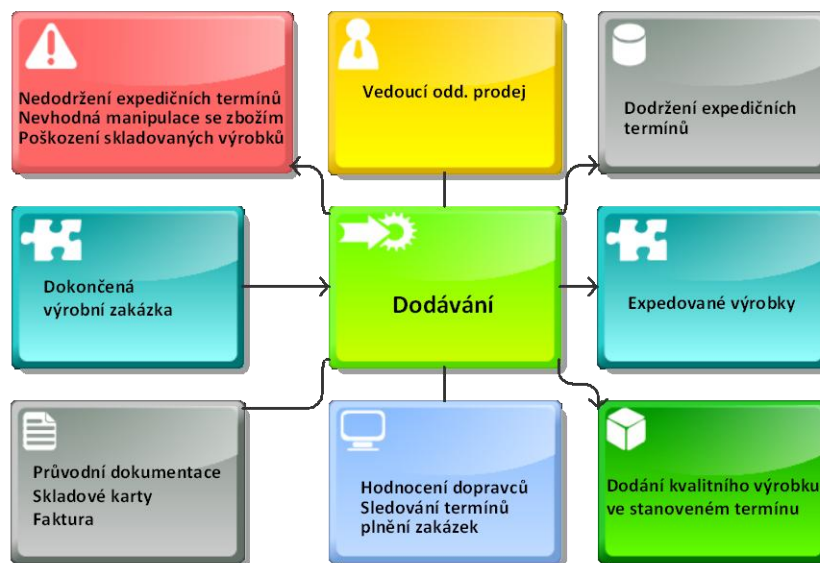 Nedodržení expedičních termínů
Nevhodná manipulace se zbožím
Poškození skladovaných výrobků
Vedoucí odd. prodej
Dodržení expedičních
termínů
Dokončená
výrobní zakázka
Dodávání
Expedované výrobky
Průvodní dokumentace
Skladové karty
Faktura
Hodnocení dopravců
Sledování termínů
plnění zakázek
Dodání kvalitního výrobku
ve stanoveném termínu